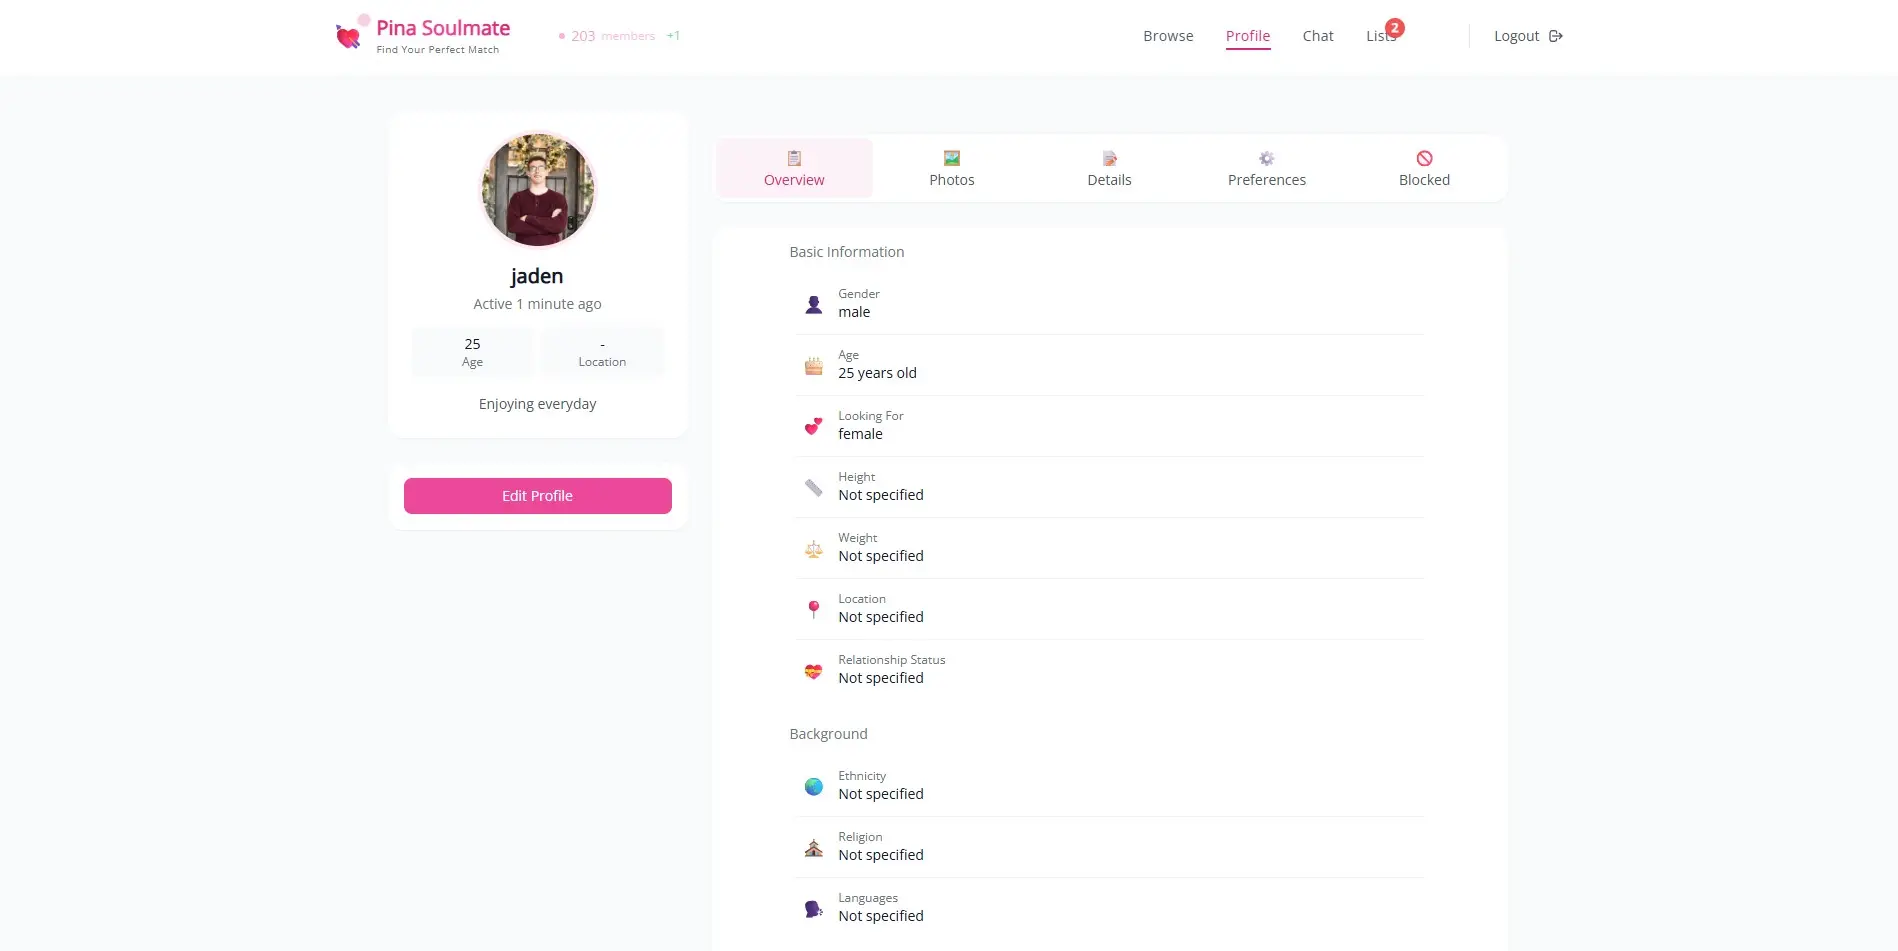 Pina Soulmate
Find Your Perfect Match
203 members +1
Browse
Profile
Chat
Lists
2
Logout
jaden
Active 1 minute ago
25
Age
-
Location
Enjoying everyday
Edit Profile
Overview
Photos
Details
Preferences
Blocked
Basic Information
Gender
male
Age
25 years old
Looking For
female
Height
Not specified
Weight
Not specified
Location
Not specified
Relationship Status
Not specified
Background
Ethnicity
Not specified
Religion
Not specified
Languages
Not specified